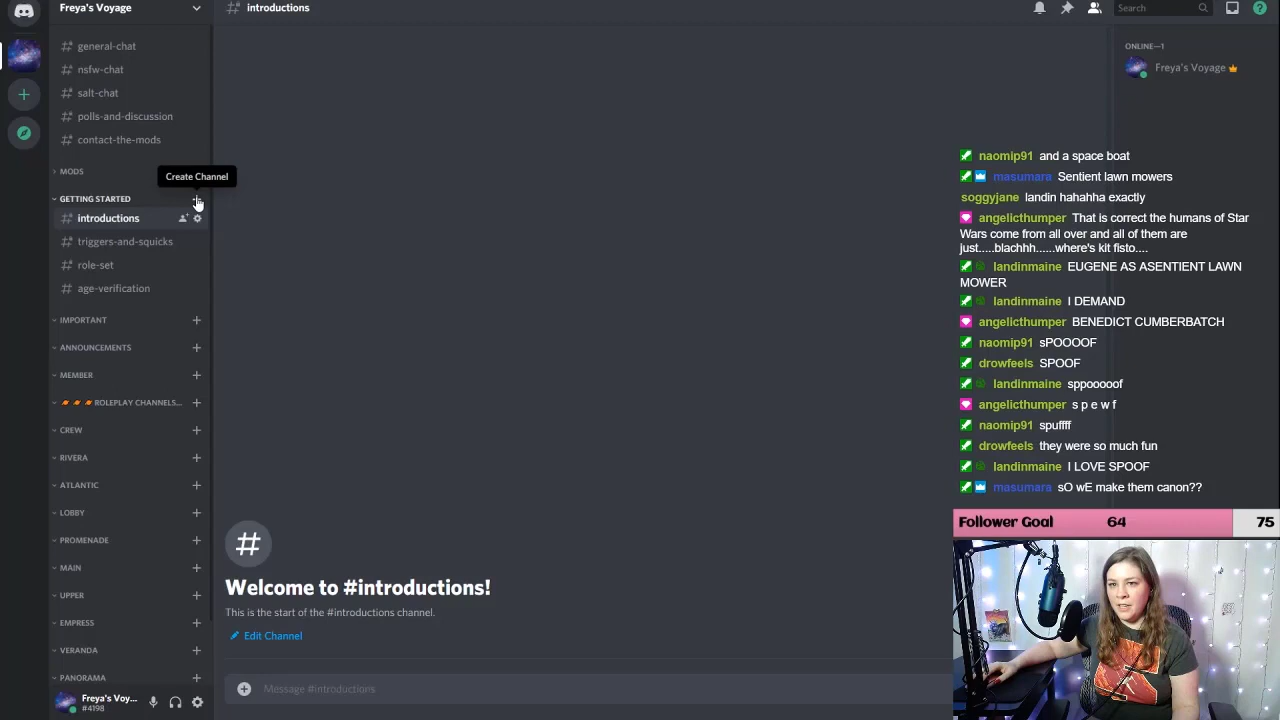 Freya's Voyage
# introductions
Search
general-chat
nsfw-chat
salt-chat
polls-and-discussion
contact-the-mods
MODS
Create Channel
GETTING STARTED
introductions
triggers-and-squicks
role-set
age-verification
IMPORTANT
ANNOUNCEMENTS
MEMBER
ROLEPLAY CHANNELS...
CREW
RIVERA
ATLANTIC
LOBBY
PROMENADE
MAIN
UPPER
EMPRESS
VERANDA
PANORAMA
Freya's Voy...
#4198
#
Welcome to #introductions!
This is the start of the #introductions channel.
Edit Channel
Message #introductions
ONLINE—1
Freya's Voyage
naomip91 and a space boat
masumara Sentient lawn mowers
soggyjane landin hahahha exactly
angelicthumper That is correct the humans of Star
Wars come from all over and all of them are
just.....blachhh......where's kit fisto....
landinmaine EUGENE AS ASENTIENT LAWN
MOWER
landinmaine I DEMAND
angelicthumper BENEDICT CUMBERBATCH
naomip91 sPOOOOF
drowfeels SPOOF
landinmaine sppooooof
angelicthumper s p e w f
naomip91 spuffff
drowfeels they were so much fun
landinmaine I LOVE SPOOF
masumara sO wE make them canon??
Follower Goal 64 75